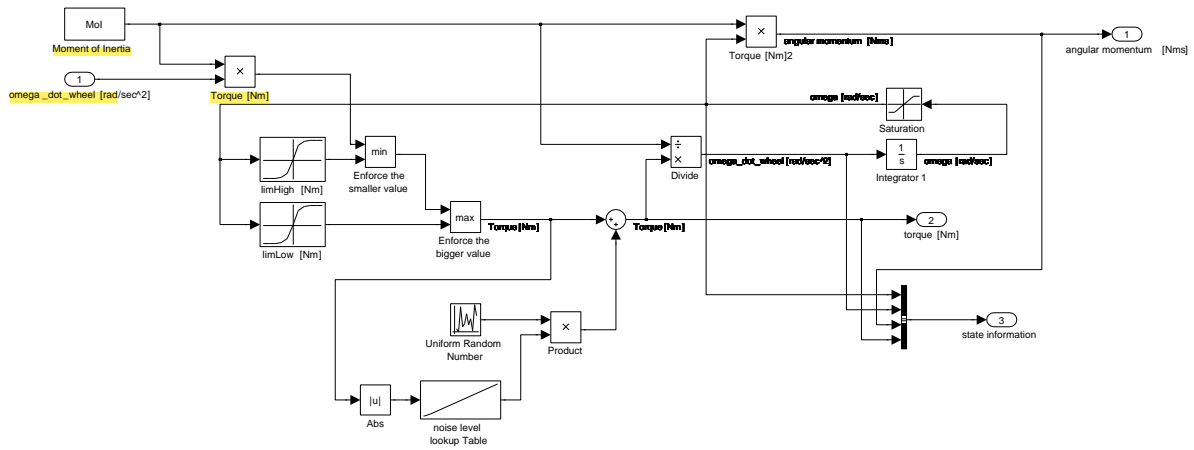 MoI
Moment of Inertia
1
omega _dot_wheel [rad/sec^2]
×
Torque [Nm]
×
Torque [Nm]2
angular momentum [Nms]
1
angular momentum [Nms]
omega [rad/sec]
Saturation
limHigh [Nm]
min
Enforce the
smaller value
÷
×
Divide
omega_dot_wheel [rad/sec^2]
1
s
Integrator 1
omega [rad/sec]
limLow [Nm]
max
Enforce the
bigger value
Torque [Nm]
+
+
Torque [Nm]
2
torque [Nm]
Uniform Random
Number
×
Product
3
state information
|u|
Abs
noise level
lookup Table